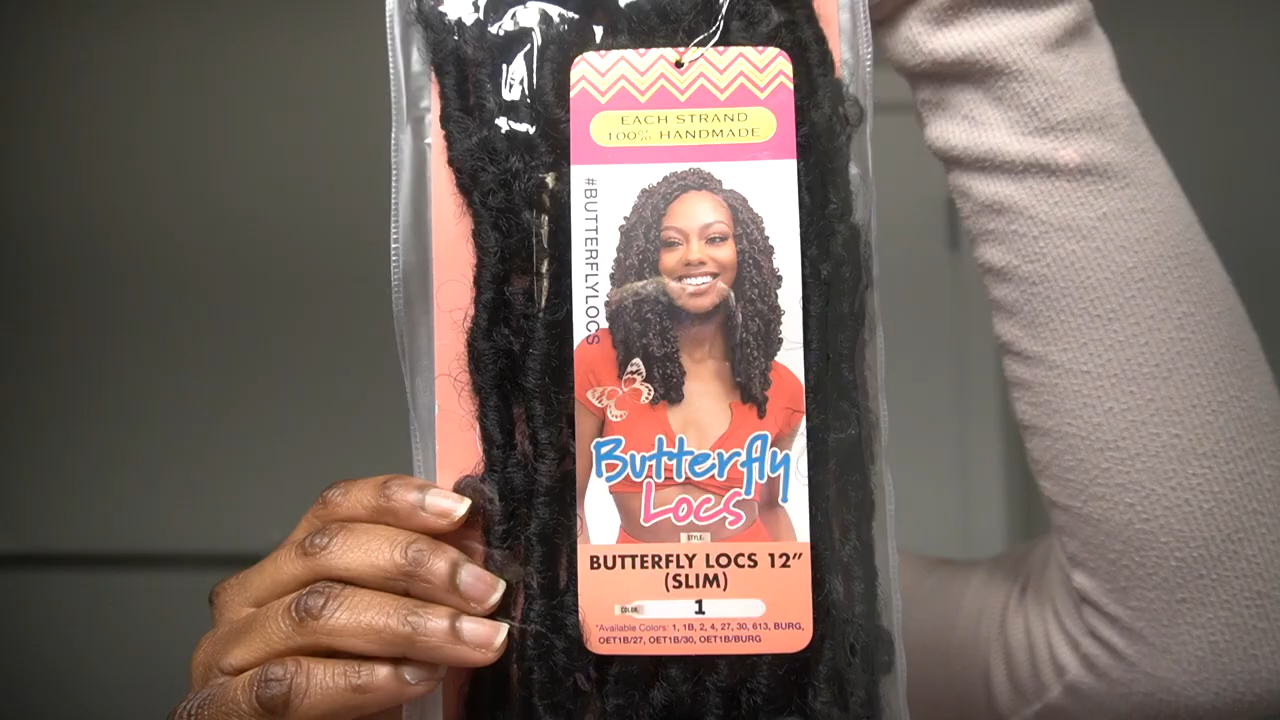 EACH STRAND
100% HANDMADE
#BUTTERFLYLOCS
Butterfly
Locs
STYLE:
BUTTERFLY LOCS 12"
(SLIM)
COLOR: 1
*Available Colors: 1, 1B, 2, 4, 27, 30, 613, BURG,
OET1B/27, OET1B/30, OET1B/BURG